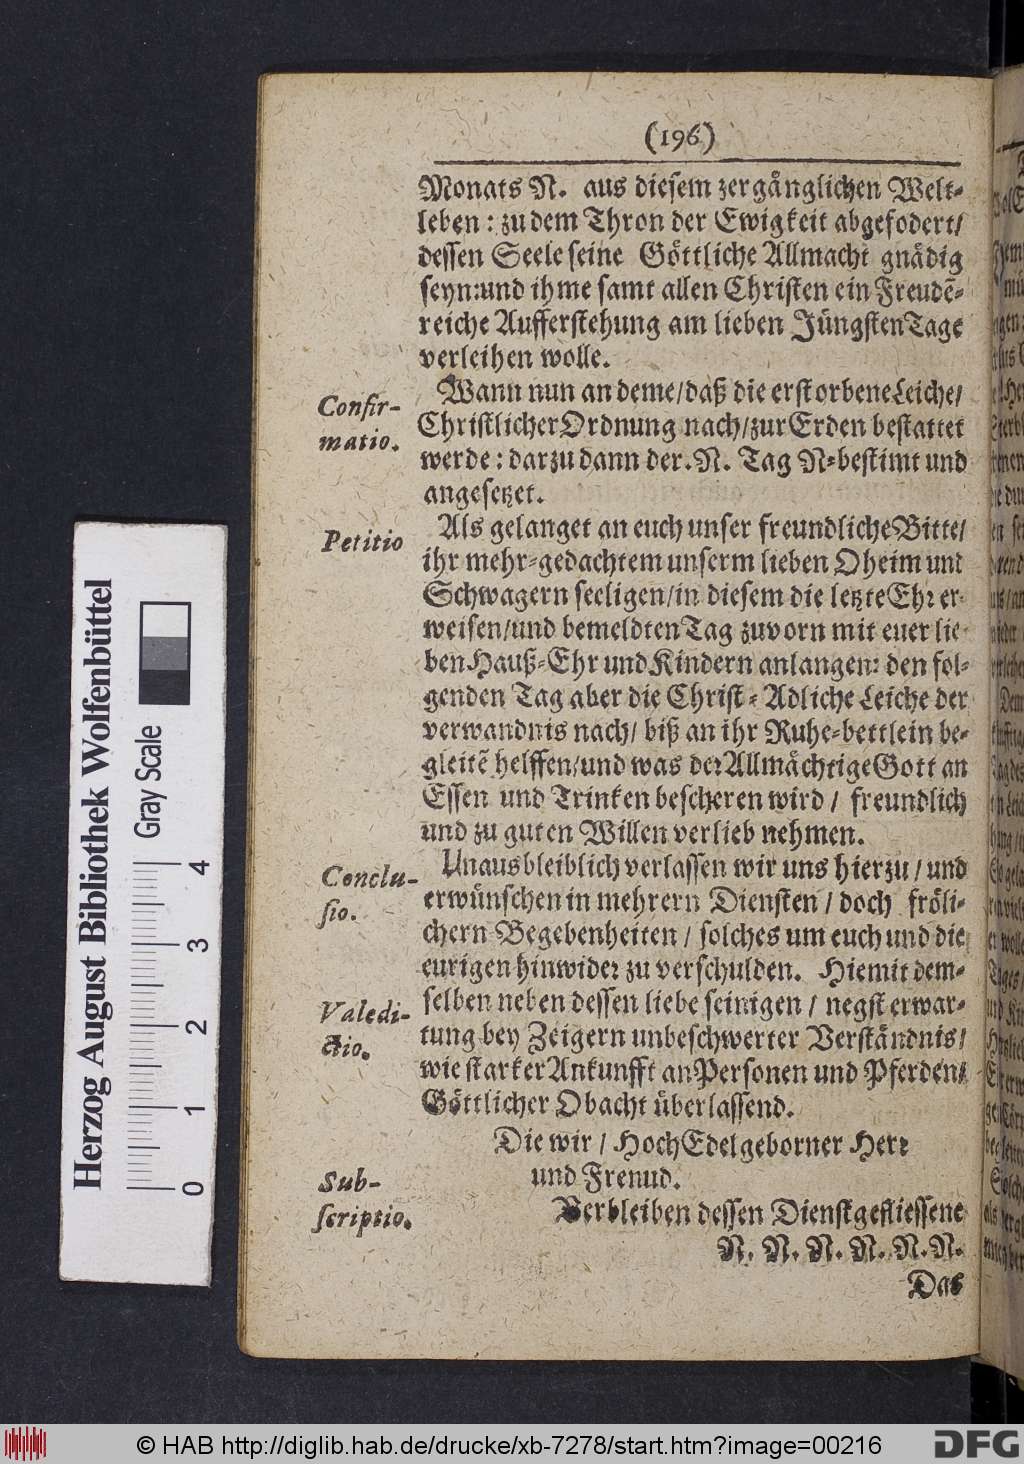 (196)
Monats N. aus diesem zergänglichen Welt-
leben: zu dem Thron der Ewigkeit abgefodert/
dessen Seele seine Göttliche Allmacht gnädig
seyn: und ihme samt allen Christen ein Freudē-
reiche Aufferstehung am lieben Jüngsten Tage
verleihen wolle.
Confir-
matio.
Wann nun an deme/ daß die erstorbene Leiche/
Christlicher Ordnung nach/ zur Erden bestattet
werde: darzu dann der. N. Tag N-bestimt und
angesetzet.
Petitio
Als gelanget an euch unser freundliche Bitte/
ihr mehr-gedachtem unserm lieben Oheim und
Schwagern seeligen/ in diesem die letzte Ehr er-
weisen/ und bemeldten Tag zuvorn mit euer lie-
ben Hauß-Ehr und Kindern anlangen: den fol-
genden Tag aber die Christ-Adliche Leiche der
verwandnis nach/ biß an ihr Ruhe-bettlein be-
gleitē helffen/ und was der Allmächtige Gott an
Essen und Trinken bescheren wird/ freundlich
und zu guten Willen verlieb nehmen.
Conclu-
sio.
Unausbleiblich verlassen wir uns hierzu/ und
erwünschen in mehrern Diensten/ doch fröli-
chern Begebenheiten/ solches um euch und die
eurigen hinwider zu verschulden. Hiemit dem-
Valedi-
ctio.
selben neben dessen liebe seinigen/ negst erwar-
tung bey Zeigern unbeschwerter Verständnis/
wie starker Ankunfft an Personen und Pferden/
Göttlicher Obacht überlassend.
Die wir/ HochEdelgeborner Herr
und Frenud.
Sub-
scriptio.
Verbleiben dessen Dienstgefliessene
N. N. N. N. N. N.
Das
Herzog August Bibliothek Wolfenbüttel
Gray Scale
0 1 2 3 4
© HAB http://diglib.hab.de/drucke/xb-7278/start.htm?image=00216
DFG